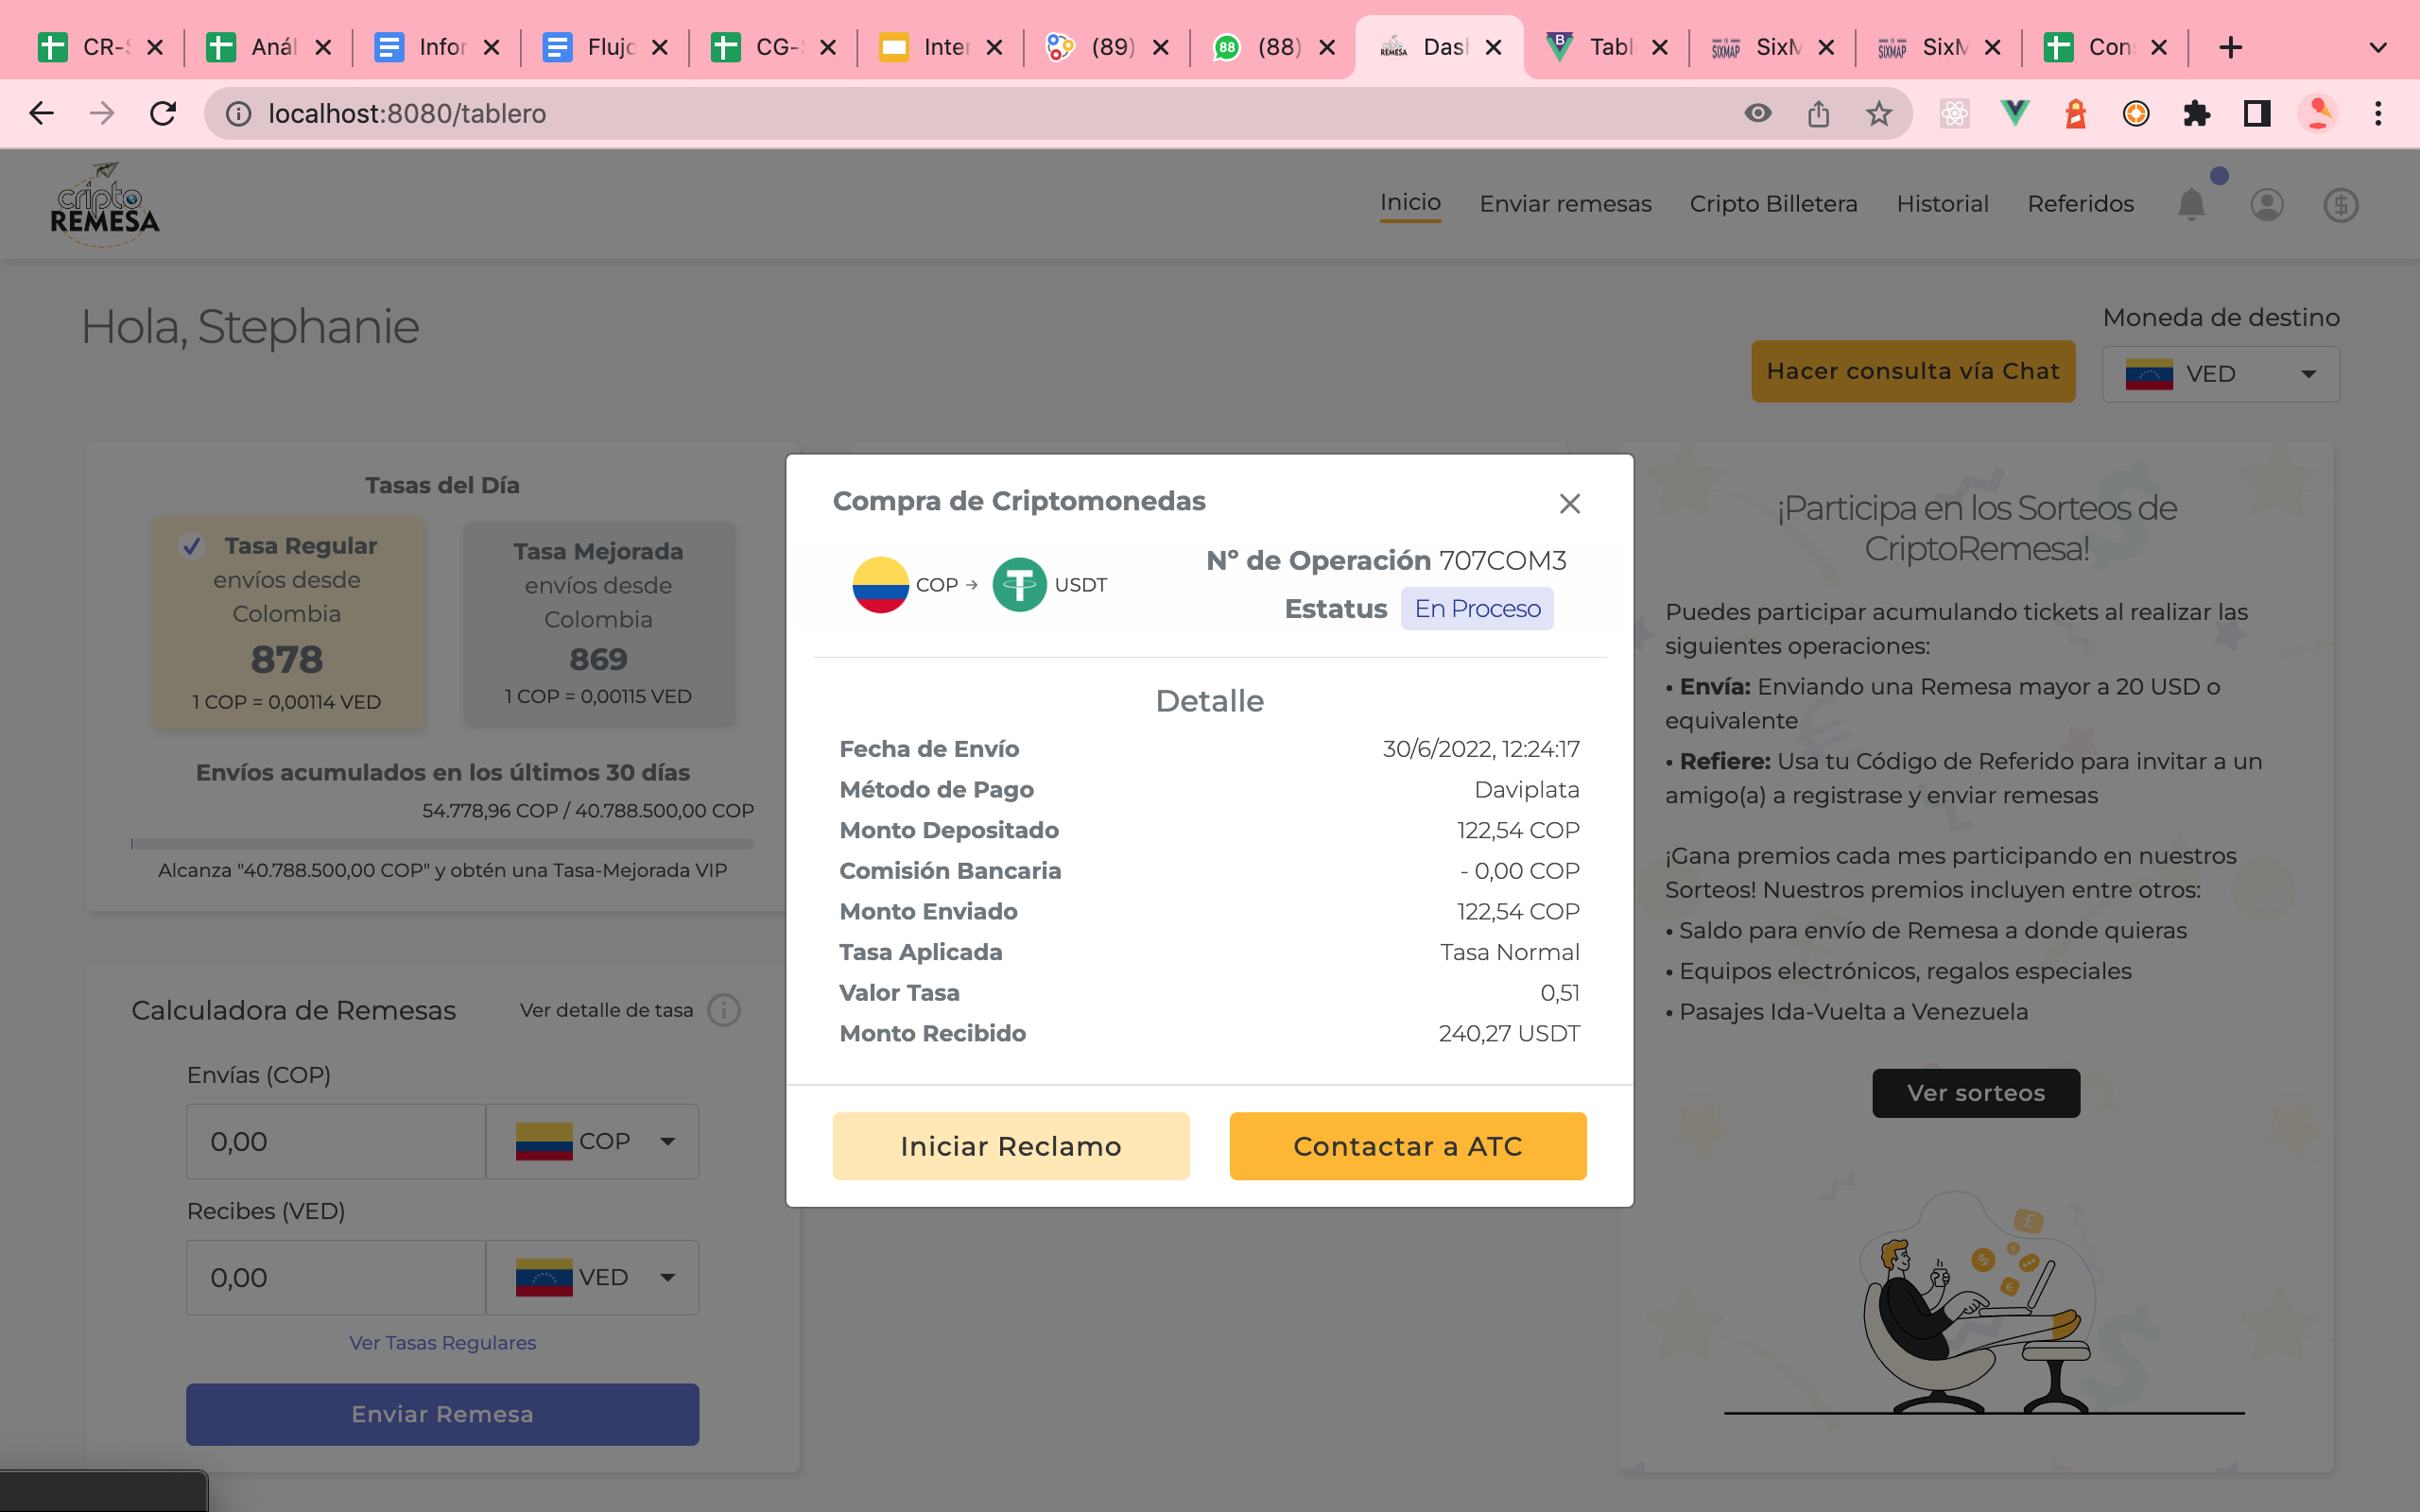 CR-S
Aná
Infor
Flujo
CG-S
Inter
(89)
(88)
Dash
Tabl
SixM
SixM
Con
localhost:8080/tablero
cripto
REMESA
Inicio
Enviar remesas
Cripto Billetera
Historial
Referidos
Hola, Stephanie
Hacer consulta vía Chat
Moneda de destino
VED
Tasas del Día
Tasa Regular
envíos desde
Colombia
878
1 COP = 0,00114 VED
Tasa Mejorada
envíos desde
Colombia
869
1 COP = 0,00115 VED
Envíos acumulados en los últimos 30 días
54.778,96 COP / 40.788.500,00 COP
Alcanza "40.788.500,00 COP" y obtén una Tasa-Mejorada VIP
Calculadora de Remesas
Ver detalle de tasa
Envías (COP)
0,00
COP
Recibes (VED)
0,00
VED
Ver Tasas Regulares
Enviar Remesa
Compra de Criptomonedas
COP → USDT
Nº de Operación 707COM3
Estatus En Proceso
Detalle
Fecha de Envío 30/6/2022, 12:24:17
Método de Pago Daviplata
Monto Depositado 122,54 COP
Comisión Bancaria - 0,00 COP
Monto Enviado 122,54 COP
Tasa Aplicada Tasa Normal
Valor Tasa 0,51
Monto Recibido 240,27 USDT
Iniciar Reclamo
Contactar a ATC
¡Participa en los Sorteos de
CriptoRemesa!
Puedes participar acumulando tickets al realizar las
siguientes operaciones:
• Envía: Enviando una Remesa mayor a 20 USD o
equivalente
• Refiere: Usa tu Código de Referido para invitar a un
amigo(a) a registrase y enviar remesas
¡Gana premios cada mes participando en nuestros
Sorteos! Nuestros premios incluyen entre otros:
• Saldo para envío de Remesa a donde quieras
• Equipos electrónicos, regalos especiales
• Pasajes Ida-Vuelta a Venezuela
Ver sorteos